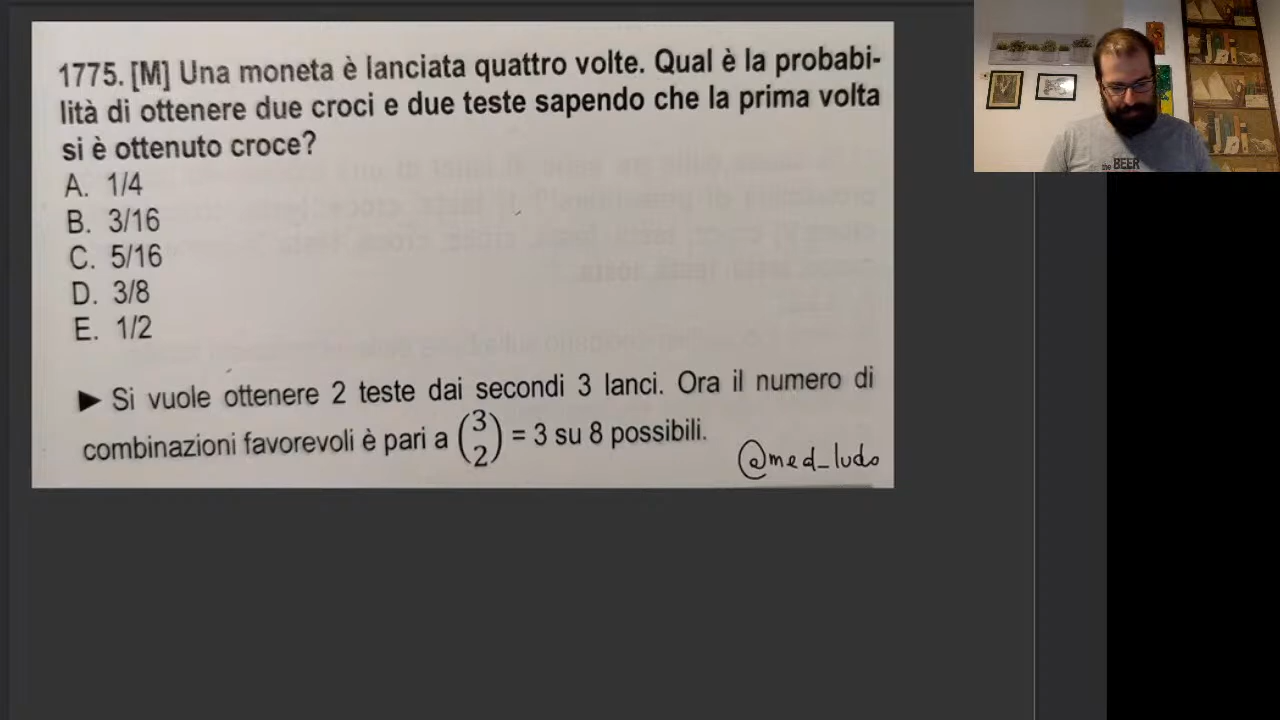 1775. [M] Una moneta è lanciata quattro volte. Qual è la probabi-
lità di ottenere due croci e due teste sapendo che la prima volta
si è ottenuto croce?
A. 1/4
B. 3/16
C. 5/16
D. 3/8
E. 1/2
► Si vuole ottenere 2 teste dai secondi 3 lanci. Ora il numero di
combinazioni favorevoli è pari a (3 2) = 3 su 8 possibili.
@med_ludo
the BEER